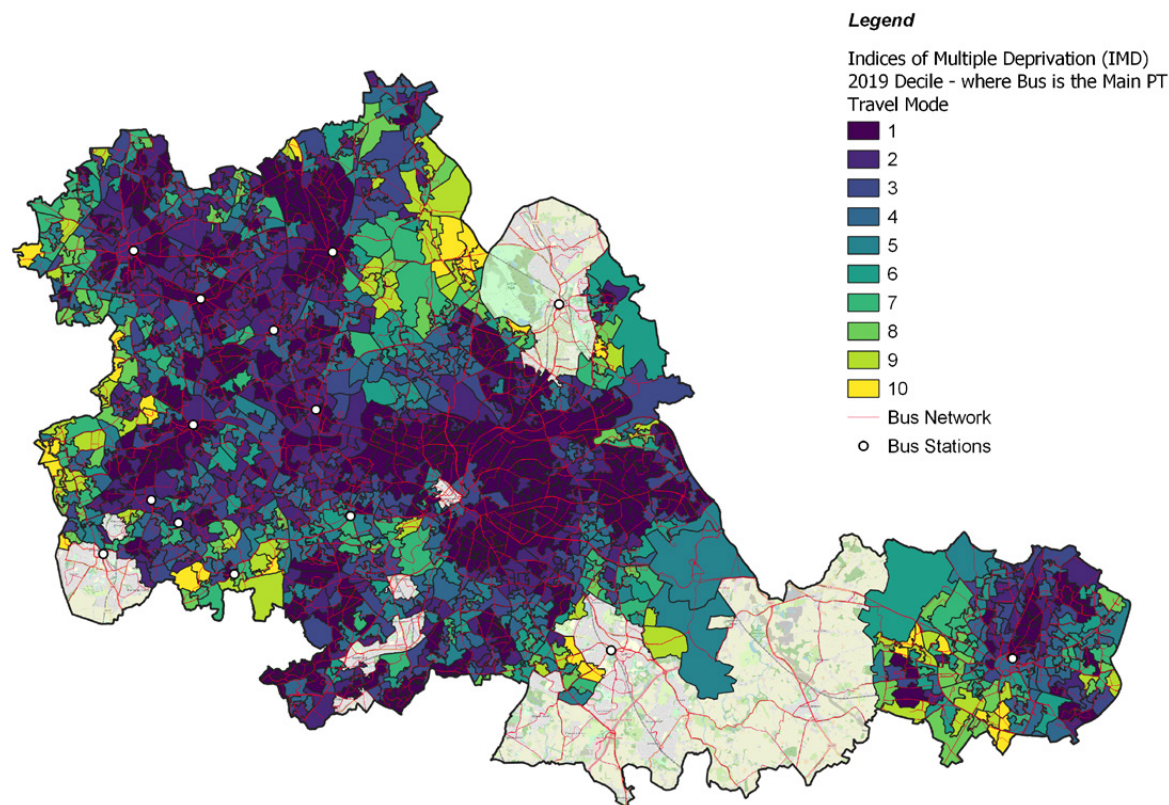 Legend
Indices of Multiple Deprivation (IMD)
2019 Decile - where Bus is the Main PT
Travel Mode
1
2
3
4
5
6
7
8
9
10
Bus Network
Bus Stations